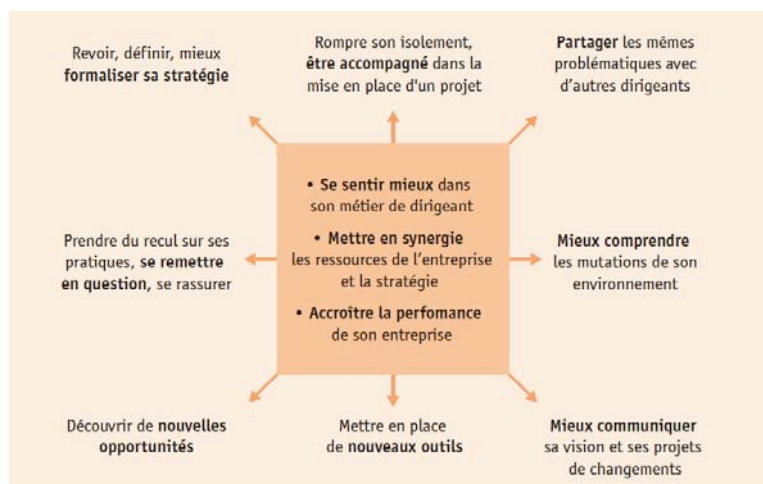 Revoir, définir, mieux
formaliser sa stratégie
Rompre son isolement,
être accompagné dans la
mise en place d'un projet
Partager les mêmes
problématiques avec
d'autres dirigeants
• Se sentir mieux dans
son métier de dirigeant
• Mettre en synergie
les ressources de l'entreprise
et la stratégie
• Accroître la perfomance
de son entreprise
Prendre du recul sur ses
pratiques, se remettre
en question, se rassurer
Mieux comprendre
les mutations de son
environnement
Découvrir de nouvelles
opportunités
Mettre en place
de nouveaux outils
Mieux communiquer
sa vision et ses projets
de changements